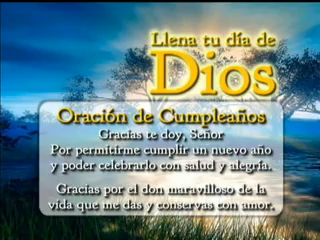 Llena tu día de
Dios
Oración de Cumpleaños
Gracias te doy, Señor
Por permitirme cumplir un nuevo año
y poder celebrarlo con salud y alegría.
Gracias por el don maravilloso de la
vida que me das y conservas con amor.